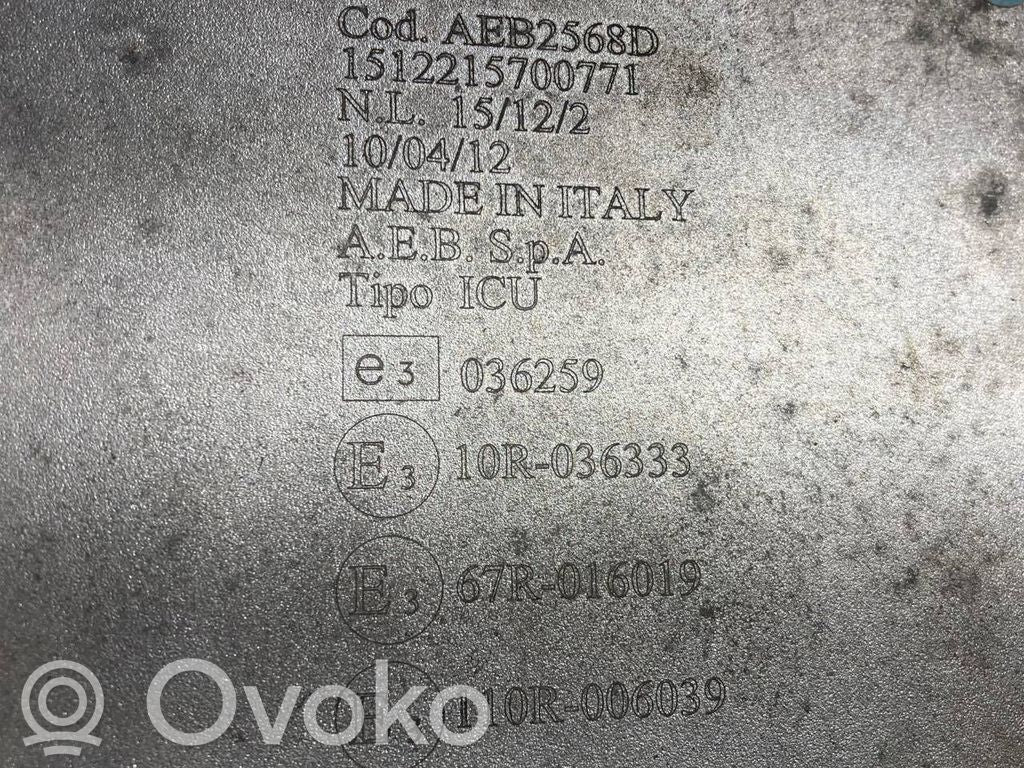 Cod. AEB2568D
1512215700771
N.L. 15/12/2
10/04/12
MADE IN ITALY
A.E.B. S.p.A.
Tipo ICU
e3 036259
E3 10R-036333
E3 67R-016019
110R-006039
Ovoko